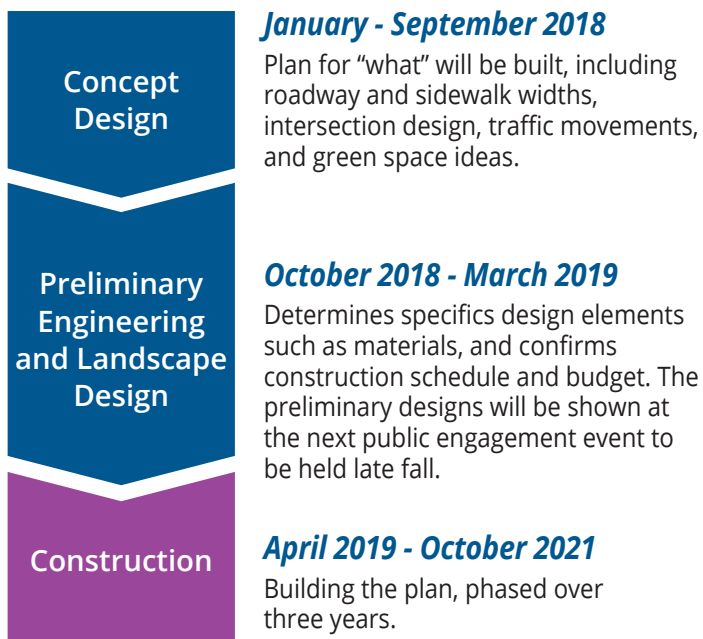 Concept
Design
January - September 2018
Plan for “what” will be built, including
roadway and sidewalk widths,
intersection design, traffic movements,
and green space ideas.
Preliminary
Engineering
and Landscape
Design
October 2018 - March 2019
Determines specifics design elements
such as materials, and confirms
construction schedule and budget. The
preliminary designs will be shown at
the next public engagement event to
be held late fall.
Construction
April 2019 - October 2021
Building the plan, phased over
three years.